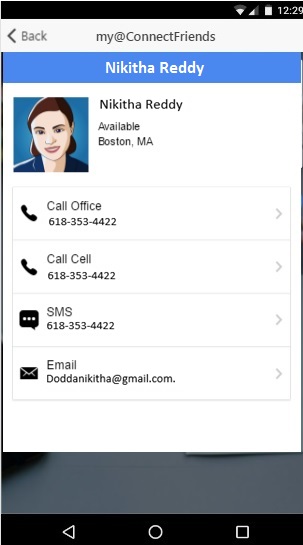 12:29
Back
my@ConnectFriends
Nikitha Reddy
Nikitha Reddy
Available
Boston, MA
Call Office
618-353-4422
Call Cell
618-353-4422
SMS
618-353-4422
Email
Doddanikitha@gmail.com.